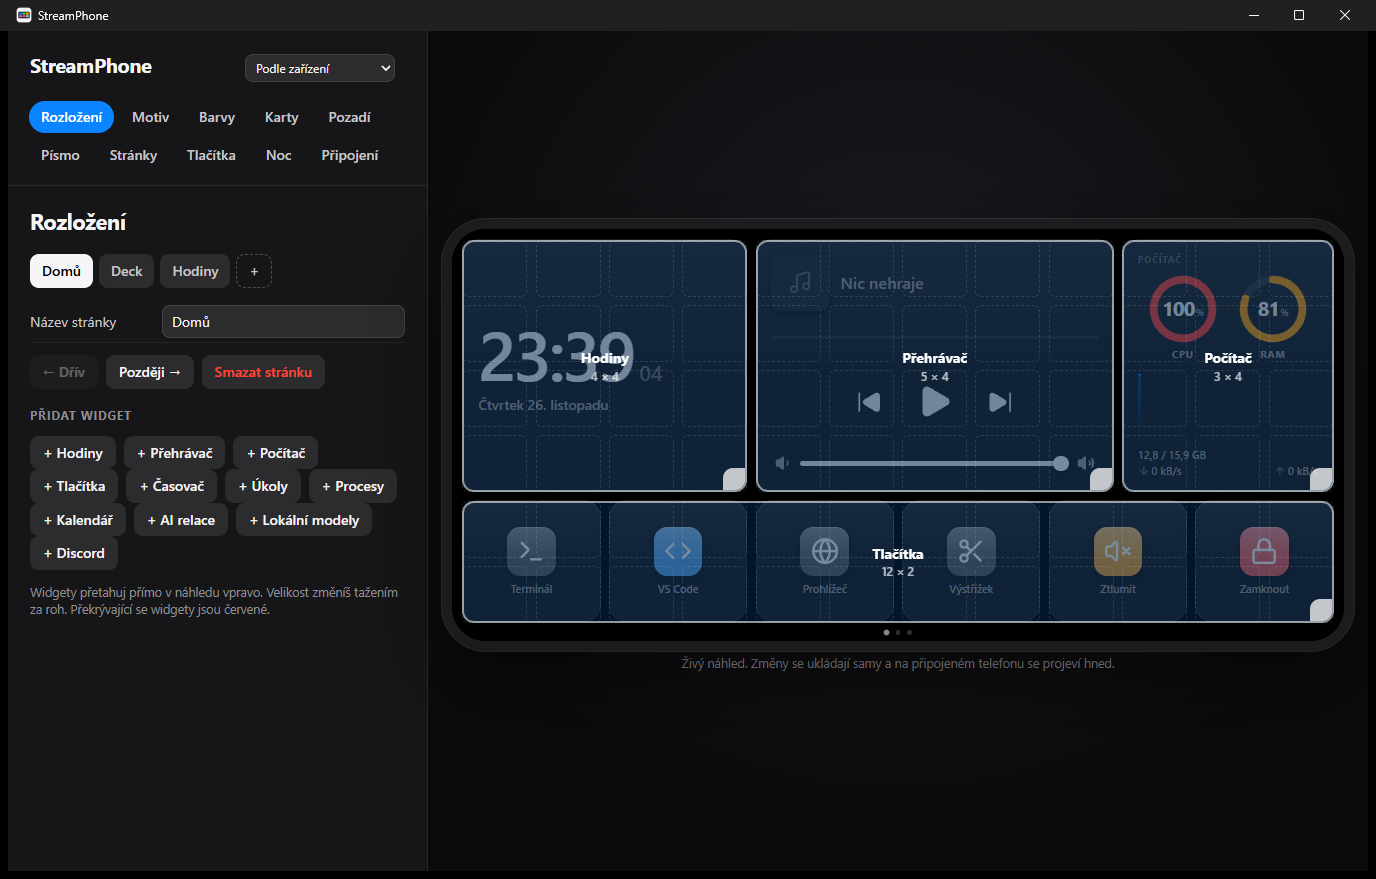 StreamPhone
StreamPhone
Podle zařízení
Rozložení
Motiv
Barvy
Karty
Pozadí
Písmo
Stránky
Tlačítka
Noc
Připojení
Rozložení
Domů
Deck
Hodiny
+
Název stránky
Domů
← Dřív
Později →
Smazat stránku
PŘIDAT WIDGET
+ Hodiny
+ Přehrávač
+ Počítač
+ Tlačítka
+ Časovač
+ Úkoly
+ Procesy
+ Kalendář
+ AI relace
+ Lokální modely
+ Discord
Widgety přetahuj přímo v náhledu vpravo. Velikost změníš tažením
za roh. Překrývající se widgety jsou červené.
23:39
04
Čtvrtek 26. listopadu
Hodiny
4 × 4
Nic nehraje
Přehrávač
5 × 4
POČÍTAČ
100%
81%
CPU
RAM
Počítač
3 × 4
12,8 / 15,9 GB
↓ 0 kB/s
↑ 0 kB/
Terminál
VS Code
Prohlížeč
Tlačítka
12 × 2
Výstřižek
Ztlumit
Zamknout
Živý náhled. Změny se ukládají samy a na připojeném telefonu se projeví hned.